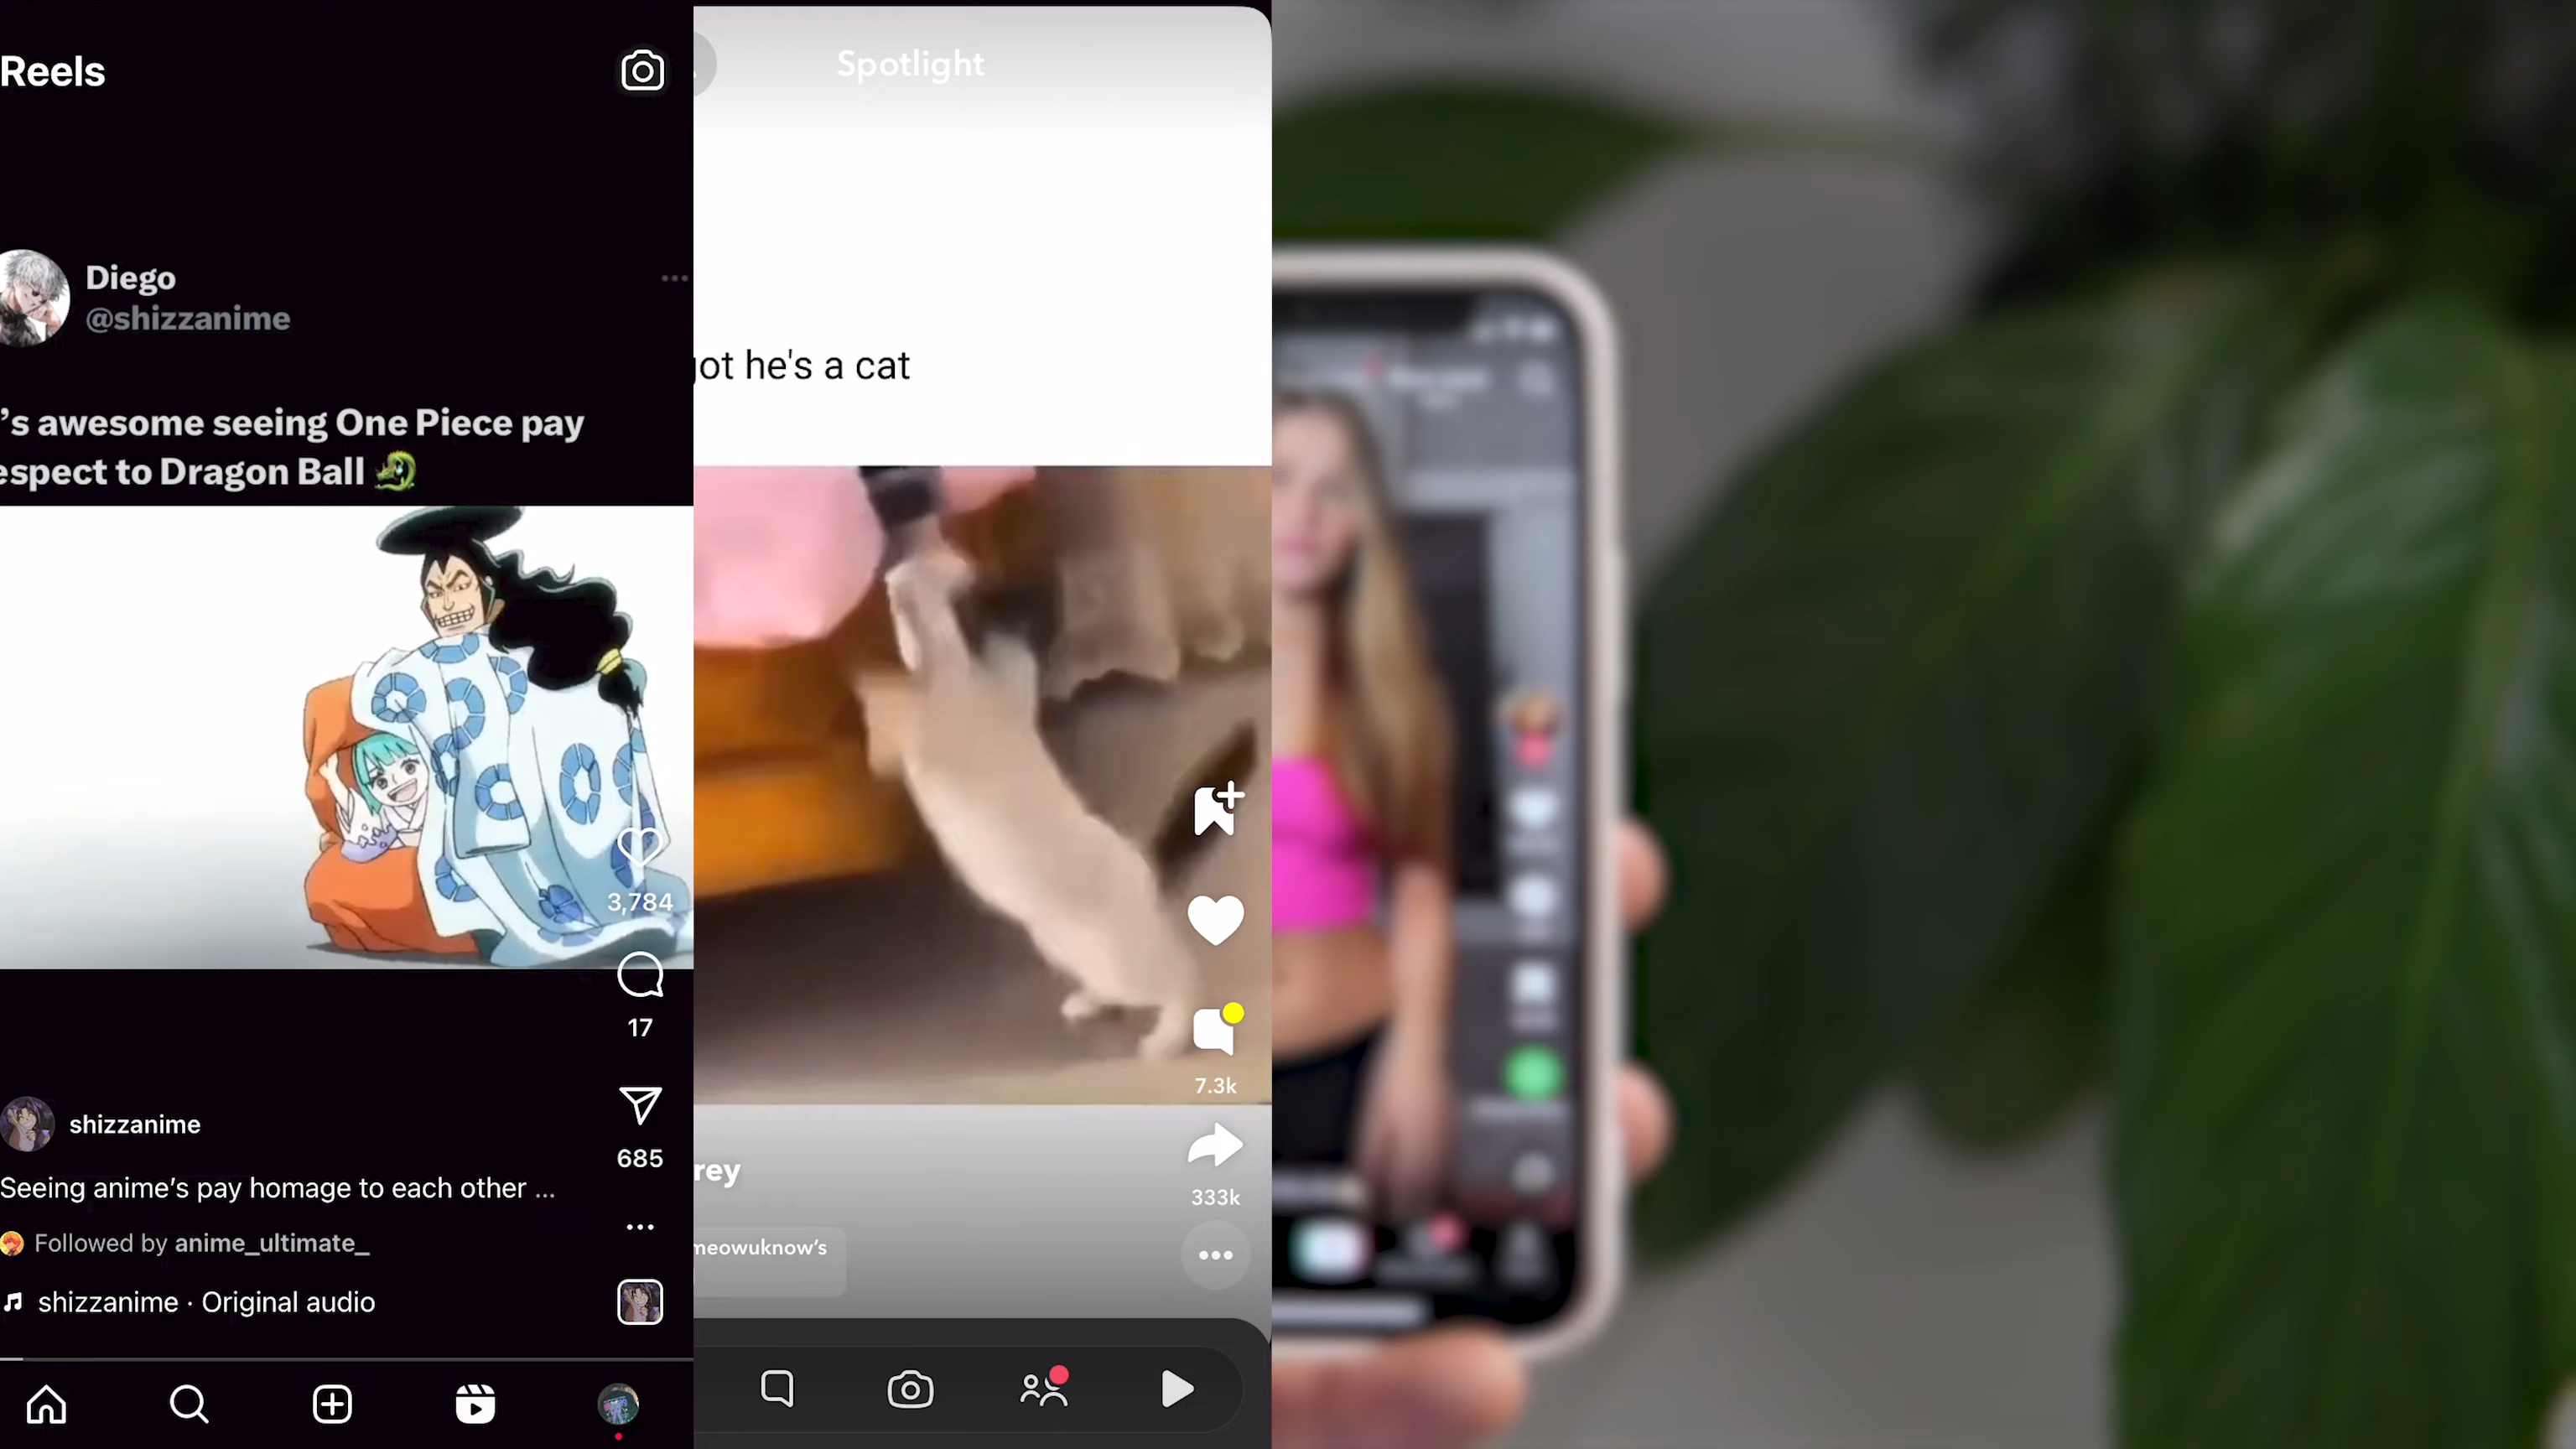 Reels
Diego
@shizzanime
’s awesome seeing One Piece pay
espect to Dragon Ball
3,784
17
685
shizzanime
Seeing anime’s pay homage to each other ...
Followed by anime_ultimate_
shizzanime · Original audio
Spotlight
ot he's a cat
7.3k
rey
333k
meowuknow’s